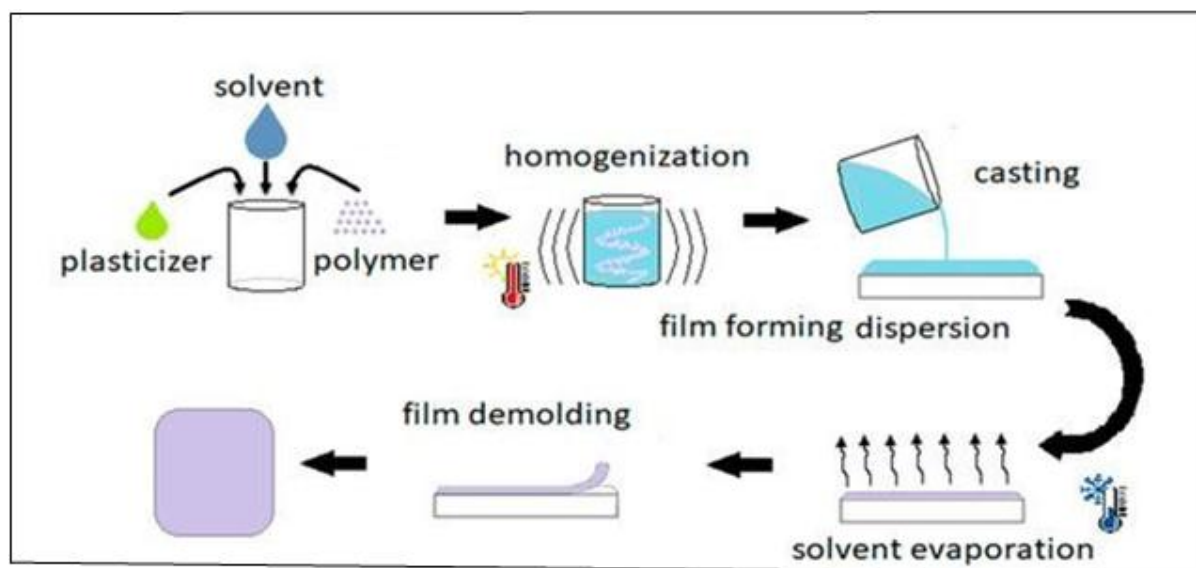 solvent
plasticizer
polymer
homogenization
casting
film forming dispersion
film demolding
solvent evaporation